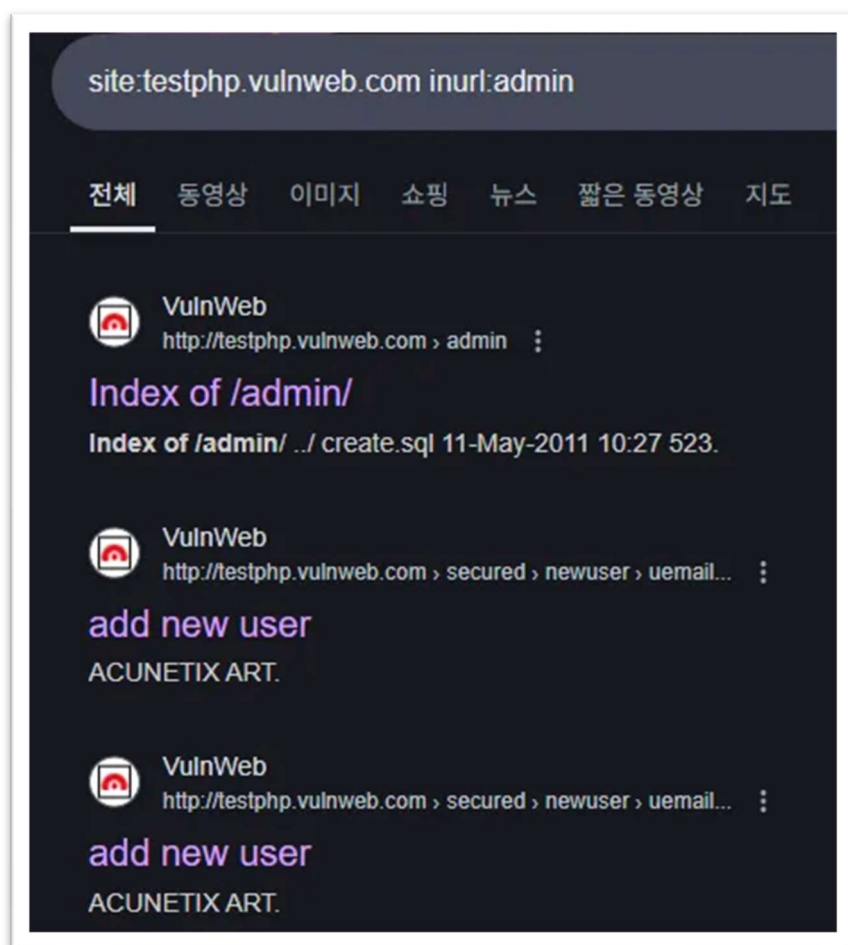 site:testphp.vulnweb.com inurl:admin
전체 동영상 이미지 쇼핑 뉴스 짧은 동영상 지도
VulnWeb
http://testphp.vulnweb.com › admin
Index of /admin/
Index of /admin/ ../ create.sql 11-May-2011 10:27 523.
VulnWeb
http://testphp.vulnweb.com › secured › newuser › uemail...
add new user
ACUNETIX ART.
VulnWeb
http://testphp.vulnweb.com › secured › newuser › uemail...
add new user
ACUNETIX ART.